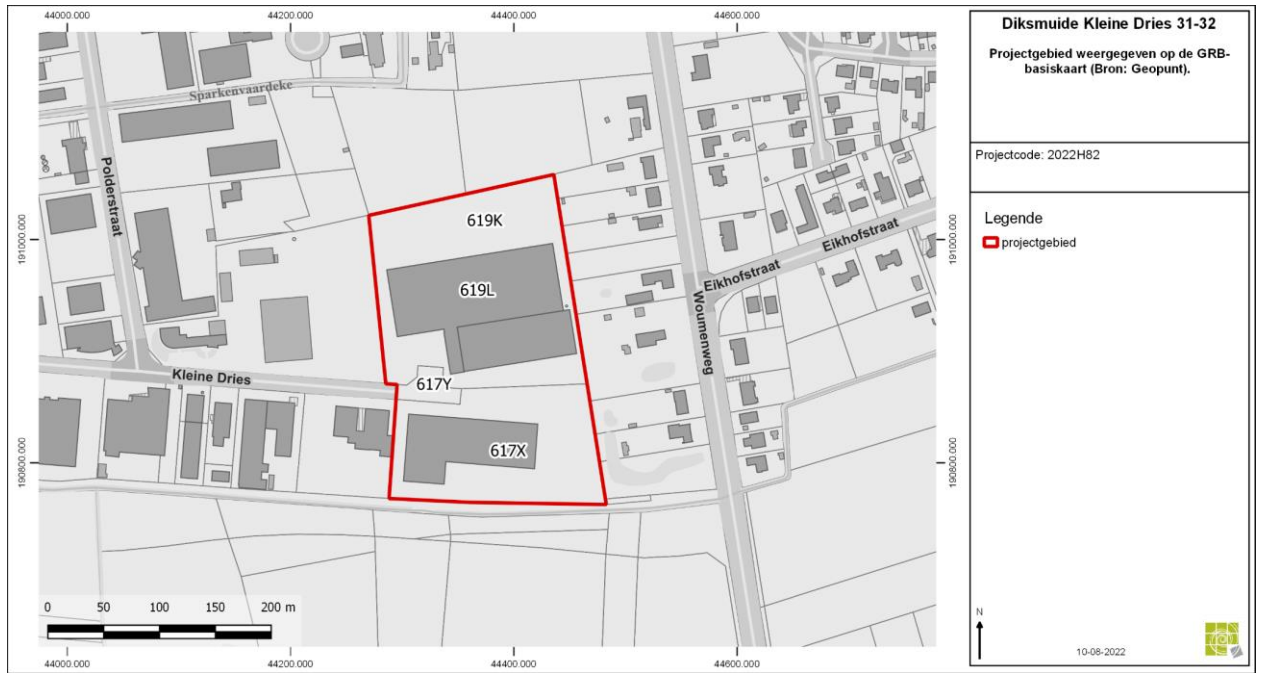 44000.000 44200.000 44400.000 44600.000
Sparkenvaardeke
Polderstraat
619K
191000.000
191000.000
Eikhofstraat
Eikhofstraat
619L
Woumenweg
Kleine Dries
617Y
617X
190800.000
190800.000
0 50 100 150 200 m
44000.000 44200.000 44400.000 44600.000
Diksmuide Kleine Dries 31-32
Projectgebied weergegeven op de GRB-
basiskaart (Bron: Geopunt).
Projectcode: 2022H82
Legende
projectgebied
N
10-08-2022